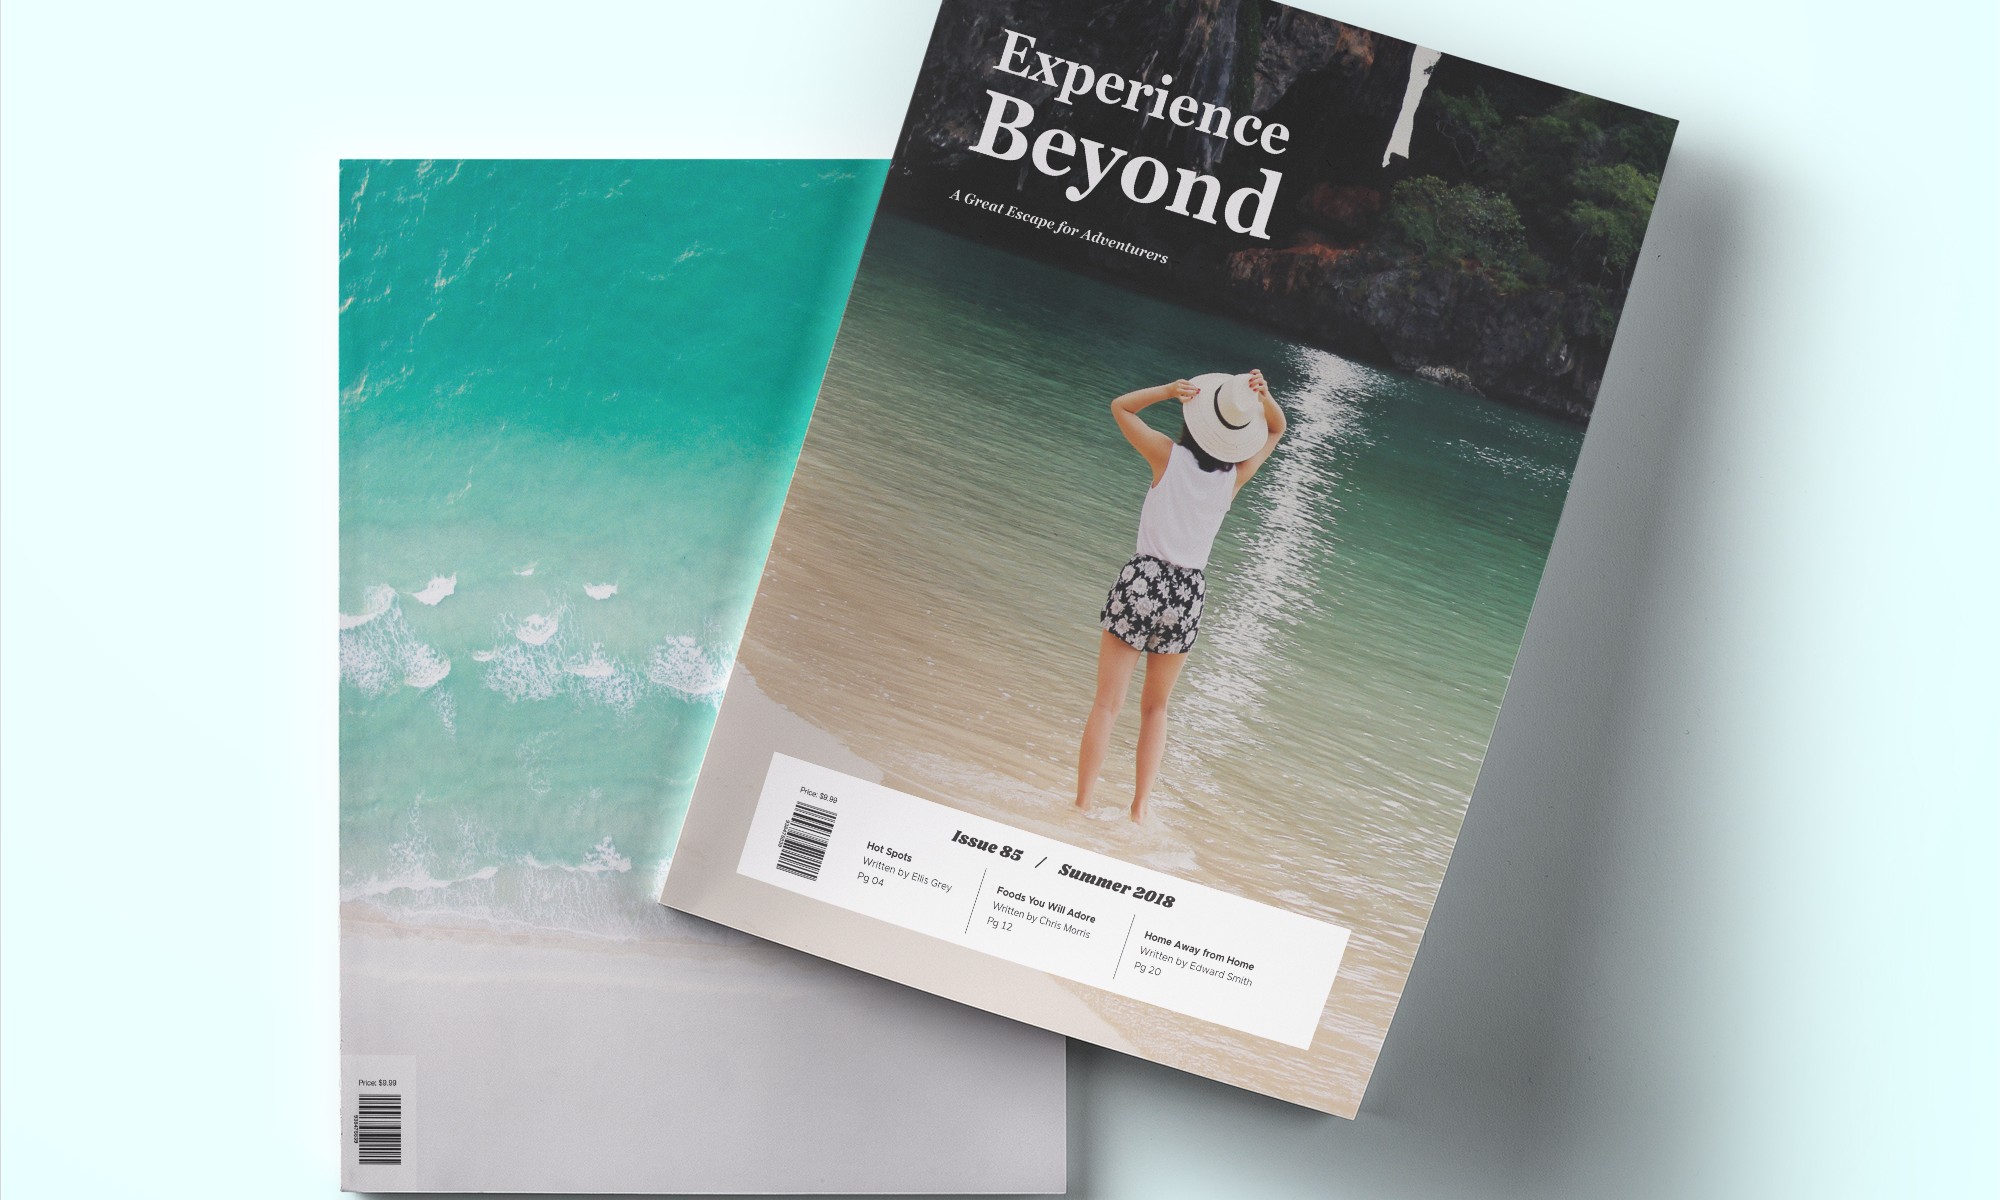 Experience
Beyond
A Great Escape for Adventurers
Price: $9.99
Issue 85 / Summer 2018
Hot Spots
Written by Ellis Grey
Pg 04
Foods You Will Adore
Written by Chris Morris
Pg 12
Home Away from Home
Written by Edward Smith
Pg 20
Price: $9.99